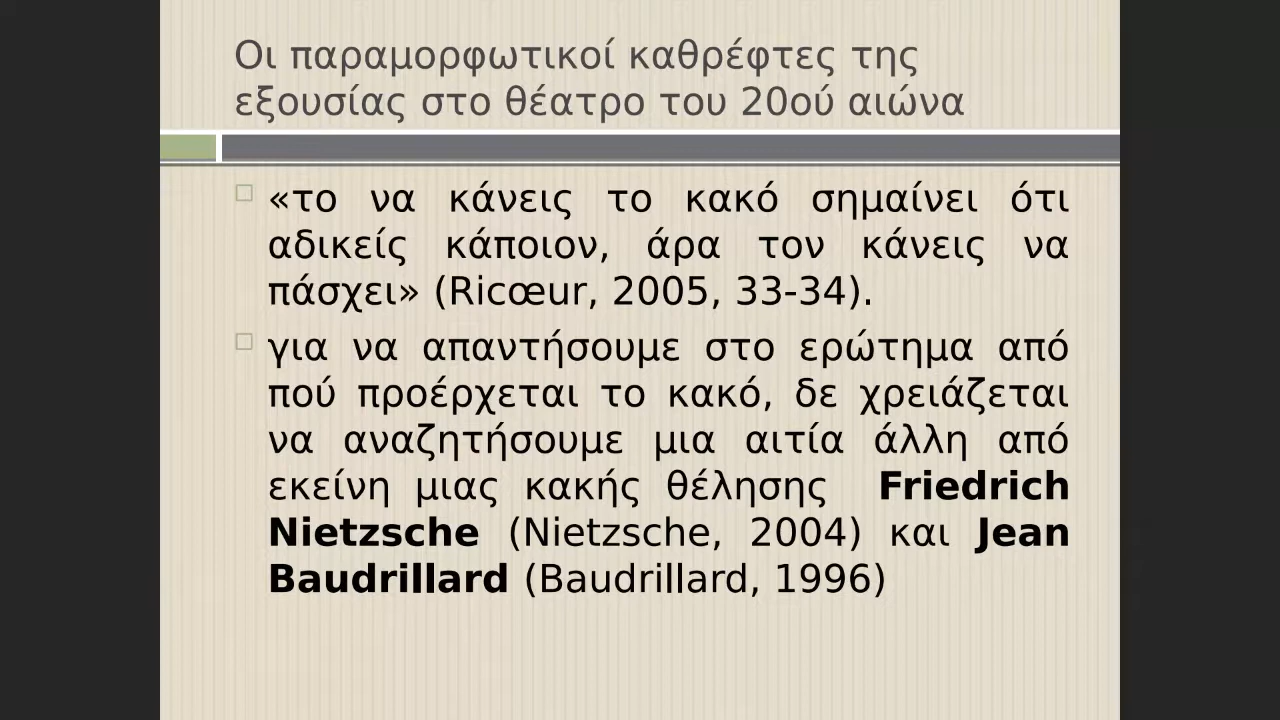 Οι παραμορφωτικοί καθρέφτες της
εξουσίας στο θέατρο του 20ού αιώνα
«το να κάνεις το κακό σημαίνει ότι
αδικείς κάποιον, άρα τον κάνεις να
πάσχει» (Ricœur, 2005, 33-34).
για να απαντήσουμε στο ερώτημα από
πού προέρχεται το κακό, δε χρειάζεται
να αναζητήσουμε μια αιτία άλλη από
εκείνη μιας κακής θέλησης Friedrich
Nietzsche (Nietzsche, 2004) και Jean
Baudrillard (Baudrillard, 1996)